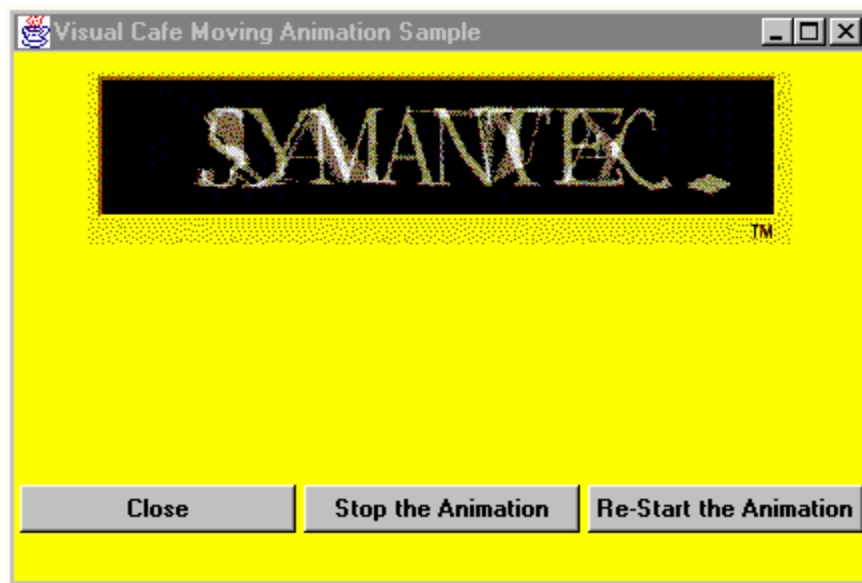 Visual Cafe Moving Animation Sample
SYMANTEC.
TM
Close
Stop the Animation
Re-Start the Animation